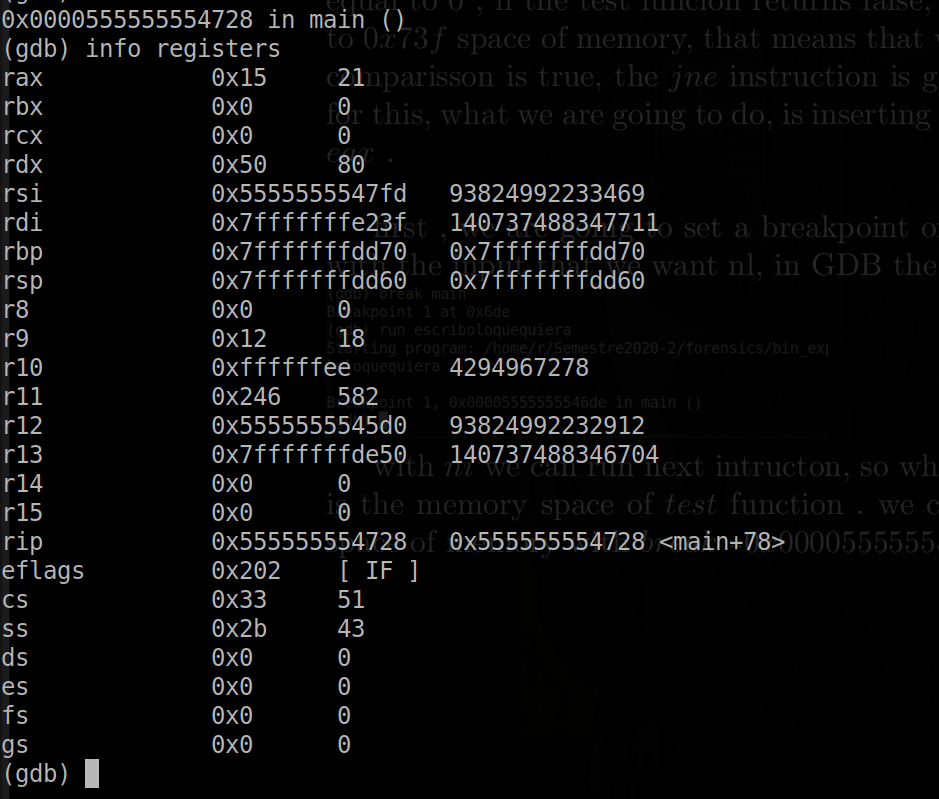 0x0000555555554728 in main ()
(gdb) info registers
rax 0x15 21
rbx 0x0 0
rcx 0x0 0
rdx 0x50 80
rsi 0x5555555547fd 93824992233469
rdi 0x7fffffffe23f 140737488347711
rbp 0x7fffffffdd70 0x7fffffffdd70
rsp 0x7fffffffdd60 0x7fffffffdd60
r8 0x0 0
r9 0x12 18
r10 0xffffffee 4294967278
r11 0x246 582
r12 0x5555555545d0 93824992232912
r13 0x7fffffffde50 140737488346704
r14 0x0 0
r15 0x0 0
rip 0x555555554728 0x555555554728 <main+78>
eflags 0x202 [ IF ]
cs 0x33 51
ss 0x2b 43
ds 0x0 0
es 0x0 0
fs 0x0 0
gs 0x0 0
(gdb)
equal to 0 , if the test funcion returns false,
to 0x73f space of memory, that means that
comparisson is true, the jne instruction is
for this, what we are going to do, is inserting
eax .
first , we are going to set a breakpoint
with the input that we want nl, in GDB the
(gdb) break main
Breakpoint 1 at 0x6de
(gdb) run escriboloquequiera
Starting program: /home/r/Semestre2020-2/forensics/bin_exp
loquequiera
Breakpoint 1, 0x00005555555546de in main ()
with ni we can run next intructon, so
is the memory space of test function . we
space of memory with